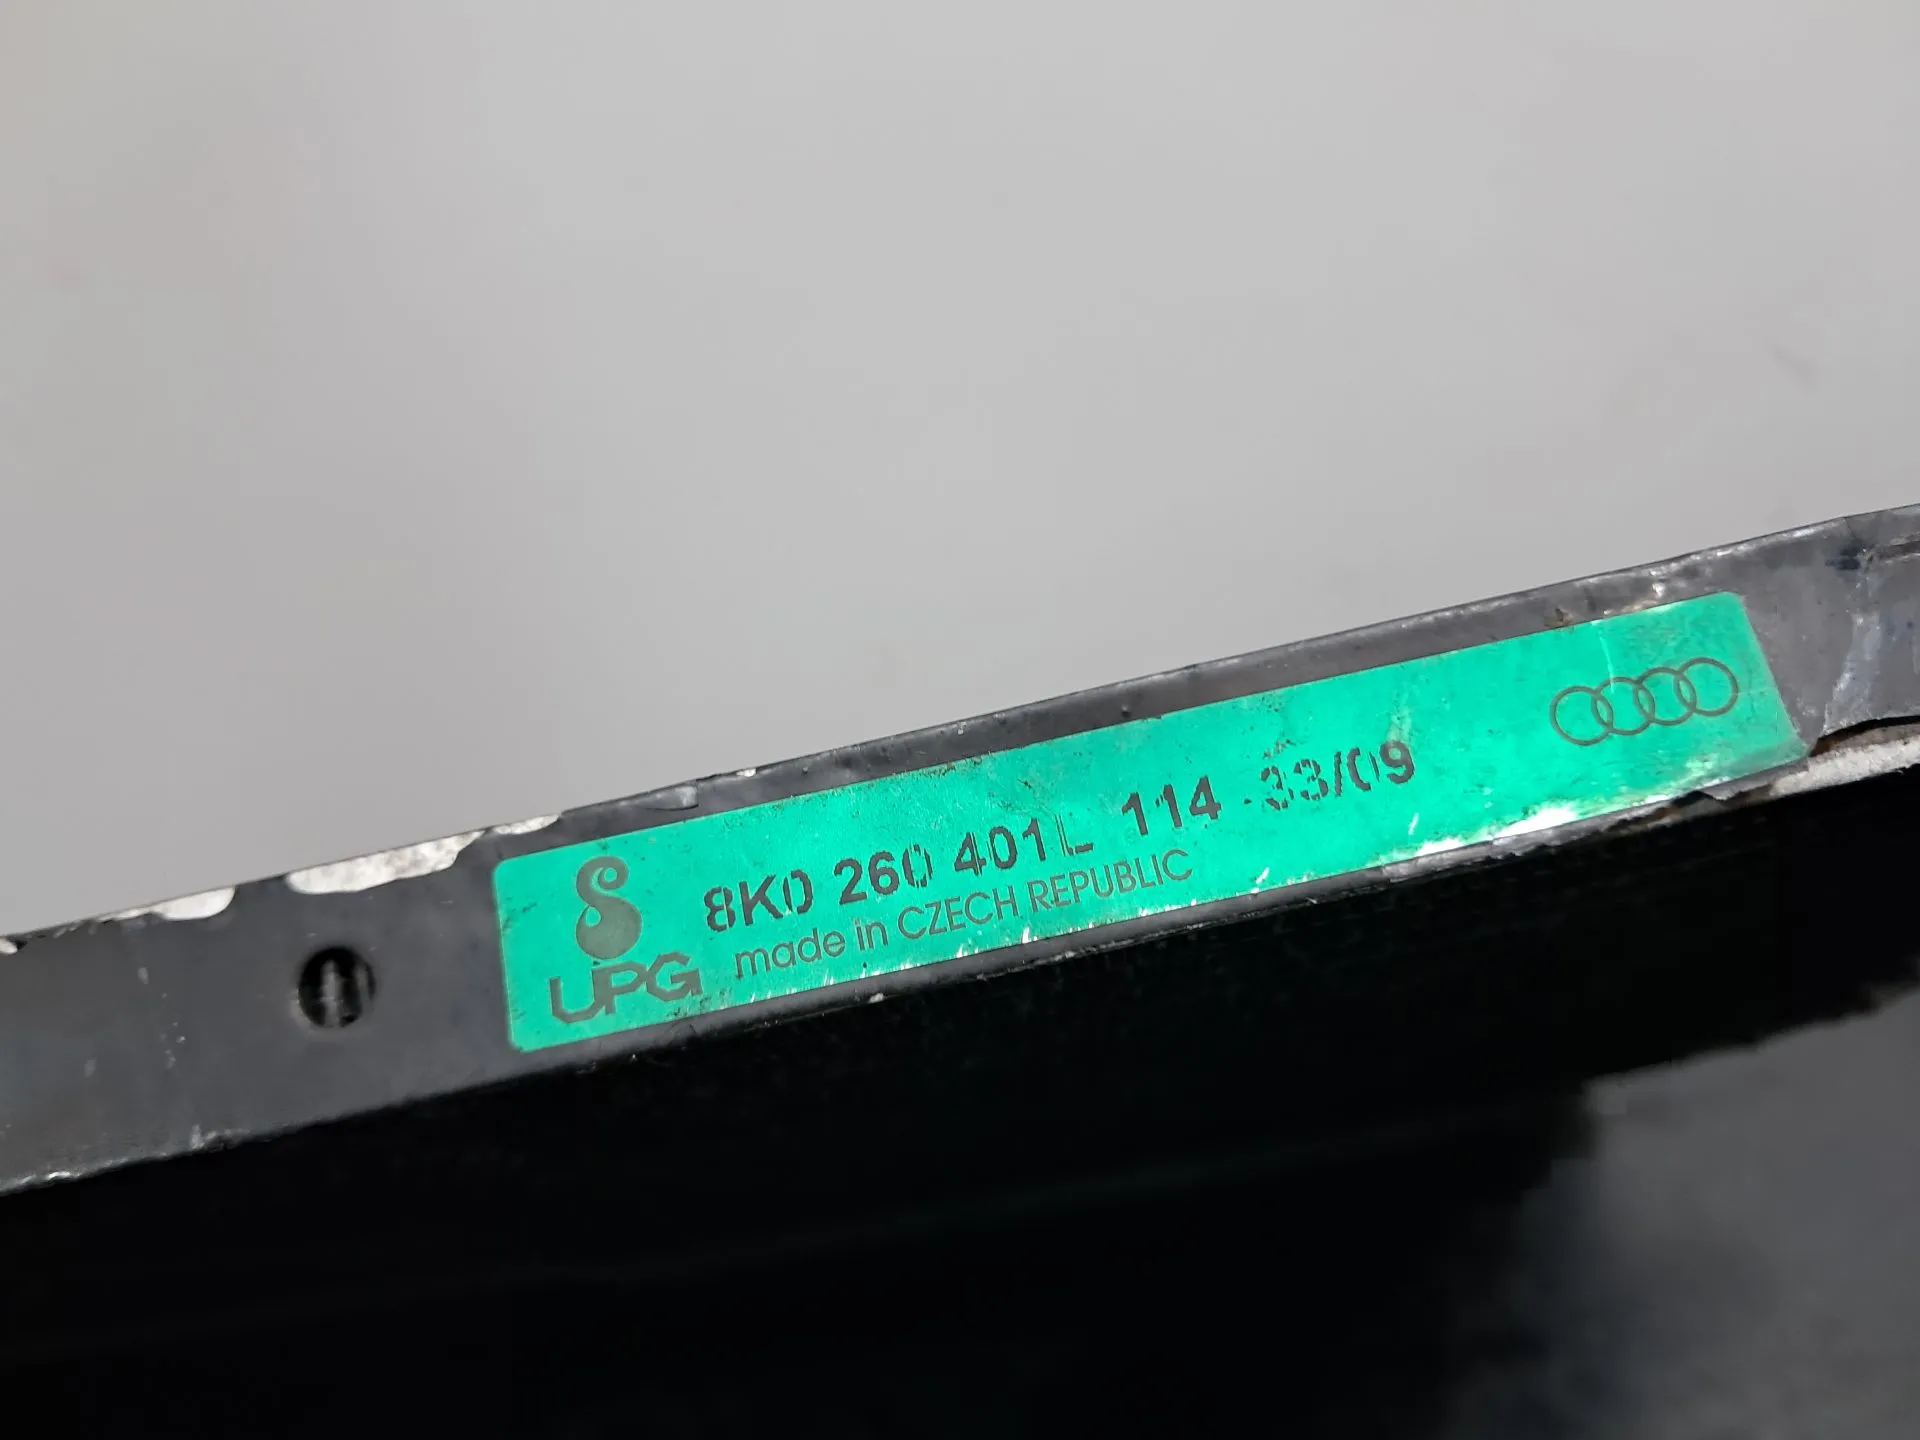 8K0 260 401L 114 33/09
made in CZECH REPUBLIC
UPG